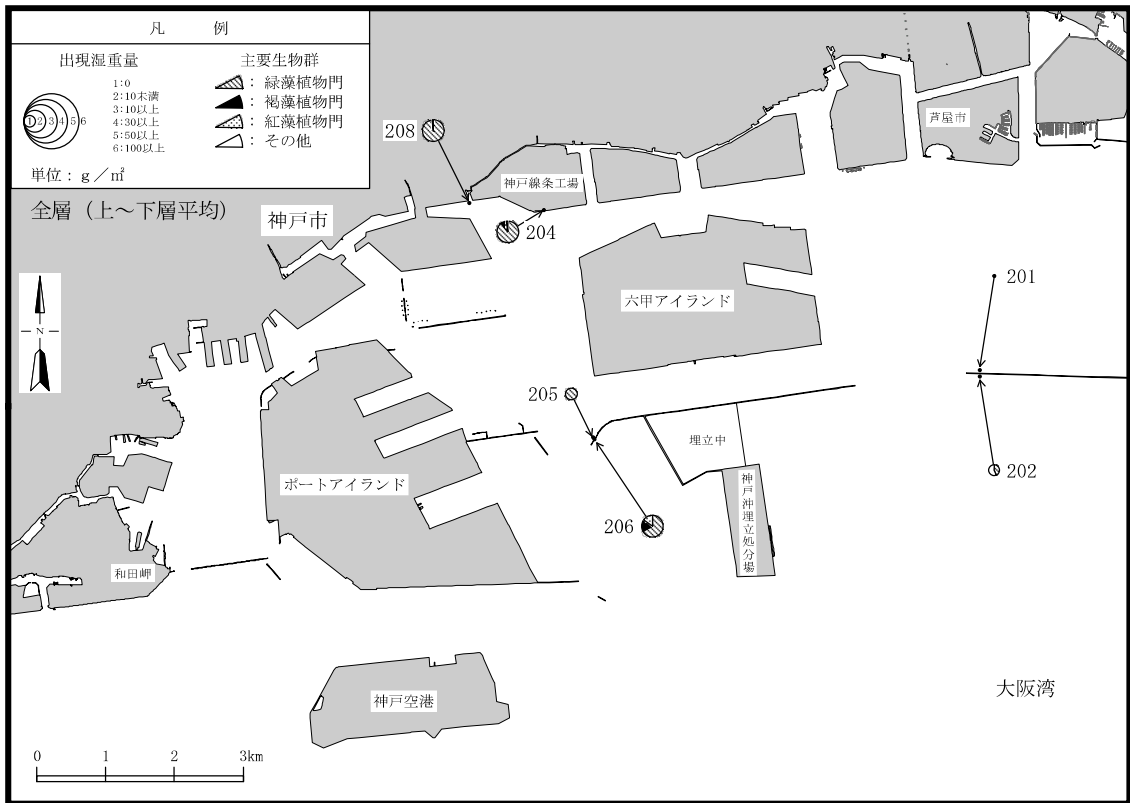 凡 例
出現湿重量
1:0
2:10未満
3:10以上
4:30以上
5:50以上
6:100以上
1 2 3 4 5 6
単位：ｇ／㎡
主要生物群
：緑藻植物門
：褐藻植物門
：紅藻植物門
：その他
全層（上～下層平均）
208
神戸線条工場
芦屋市
神戸市
204
201
六甲アイランド
N
205
埋立中
202
ポートアイランド
神戸沖埋立処分場
206
和田岬
大阪湾
神戸空港
0 1 2 3km